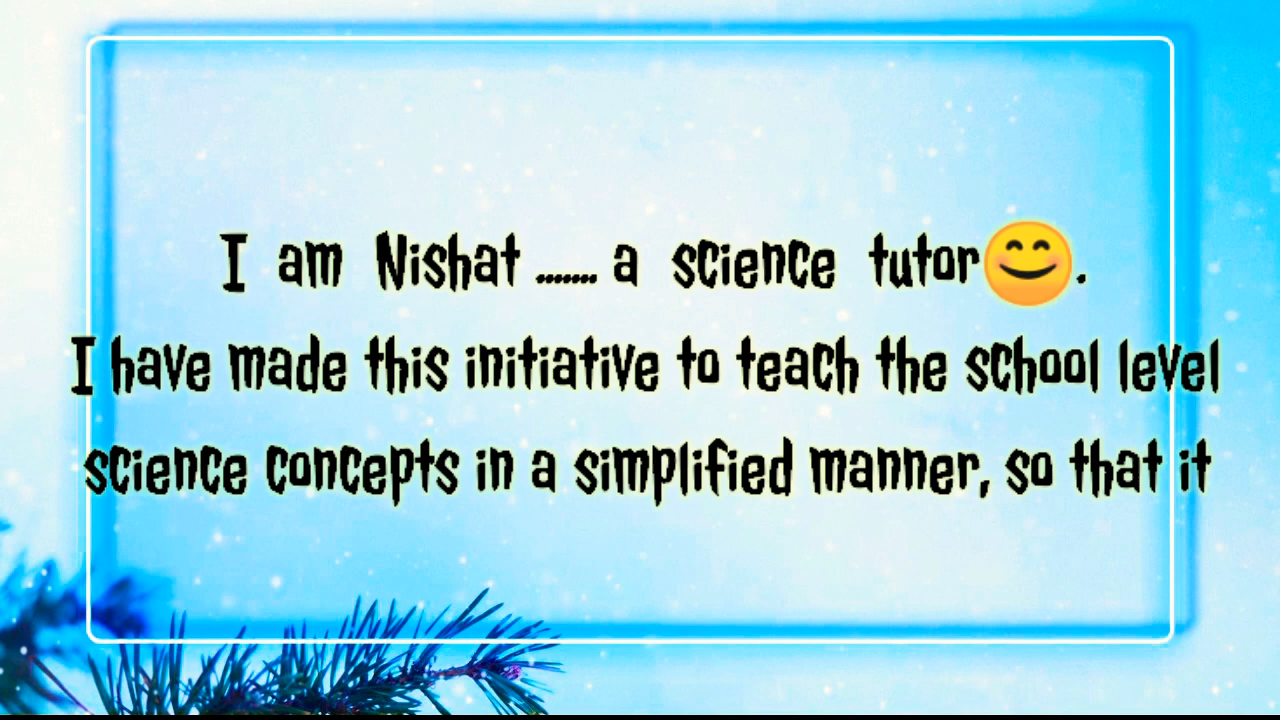 I am Nishat ....... a science tutor😊.
I have made this initiative to teach the school level
science concepts in a simplified manner, so that it